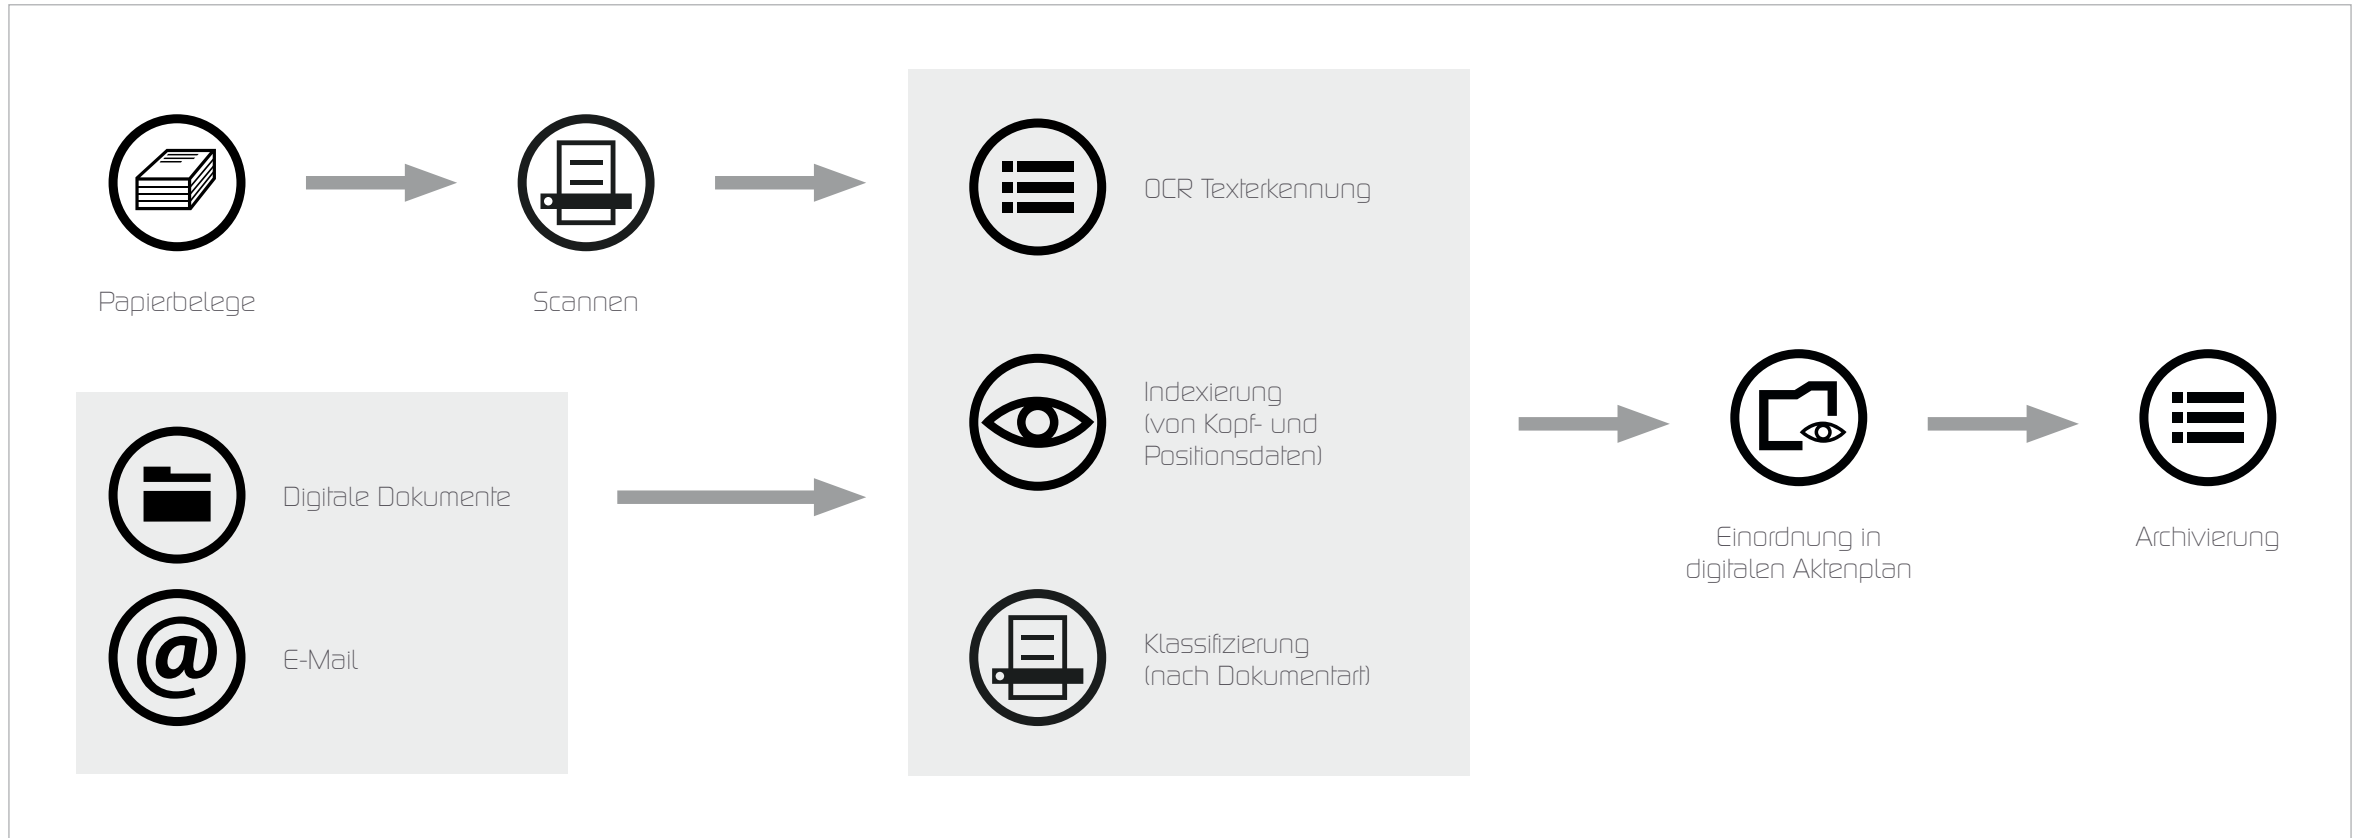 Papierbelege
Scannen
Digitale Dokumente
E-Mail
OCR Texterkennung
Indexierung
(von Kopf- und
Positionsdaten)
Klassifizierung
(nach Dokumentart)
Einordnung in
digitalen Aktenplan
Archivierung